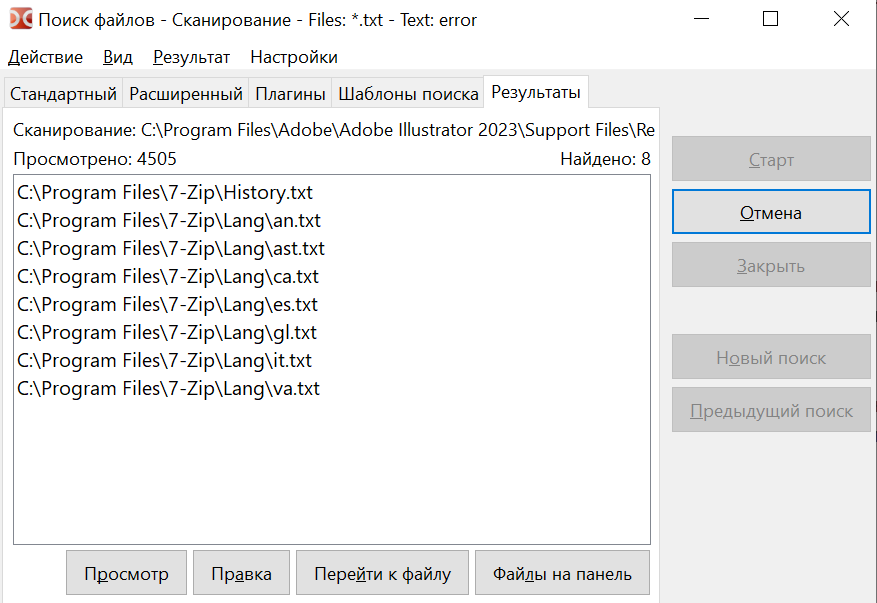 Поиск файлов - Сканирование - Files: *.txt - Text: error
Действие Вид Результат Настройки
Стандартный Расширенный Плагины Шаблоны поиска Результаты
Сканирование: C:\Program Files\Adobe\Adobe Illustrator 2023\Support Files\Re
Просмотрено: 4505 Найдено: 8
C:\Program Files\7-Zip\History.txt
C:\Program Files\7-Zip\Lang\an.txt
C:\Program Files\7-Zip\Lang\ast.txt
C:\Program Files\7-Zip\Lang\ca.txt
C:\Program Files\7-Zip\Lang\es.txt
C:\Program Files\7-Zip\Lang\gl.txt
C:\Program Files\7-Zip\Lang\it.txt
C:\Program Files\7-Zip\Lang\va.txt
Просмотр Правка Перейти к файлу Файлы на панель
Старт
Отмена
Закрыть
Новый поиск
Предыдущий поиск